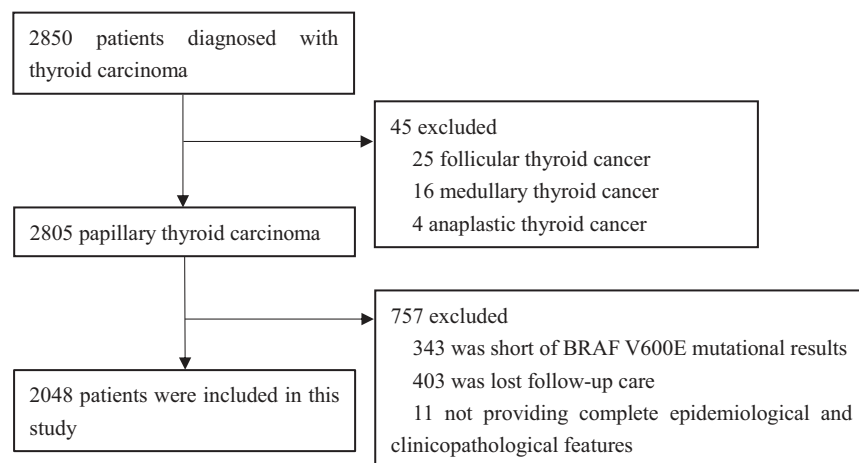 2850 patients diagnosed with
thyroid carcinoma
45 excluded
25 follicular thyroid cancer
16 medullary thyroid cancer
4 anaplastic thyroid cancer
2805 papillary thyroid carcinoma
757 excluded
343 was short of BRAF V600E mutational results
403 was lost follow-up care
11 not providing complete epidemiological and
clinicopathological features
2048 patients were included in this
study